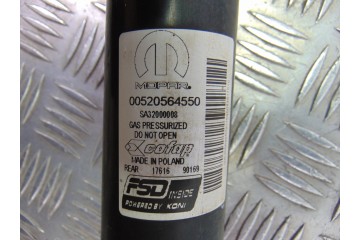 MOPAR
00520564550
SA32000088
GAS PRESSURIZED
DO NOT OPEN
cofap
MADE IN POLAND
REAR 17616 90169
FSD INSIDE
POWERED BY KONI